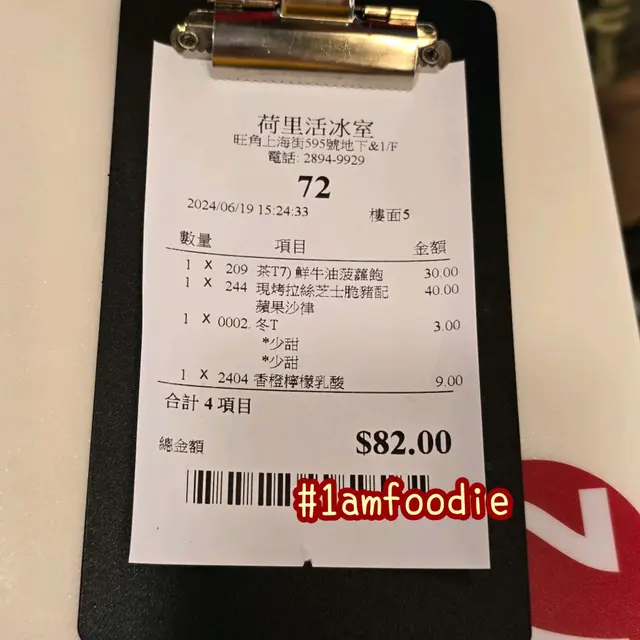 荷里活冰室
旺角上海街595號地下&1/F
電話: 2894-9929
72
2024/06/19 15:24:33 樓面5
數量 項目 金額
1 X 209 茶T7) 鮮牛油菠蘿飽 30.00
1 X 244 現烤拉絲芝士脆豬配 40.00
蘋果沙律
1 X 0002. 冬T 3.00
*少甜
*少甜
1 X 2404 香橙檸檬乳酸 9.00
合計 4 項目
總金額 $82.00
#1amfoodie